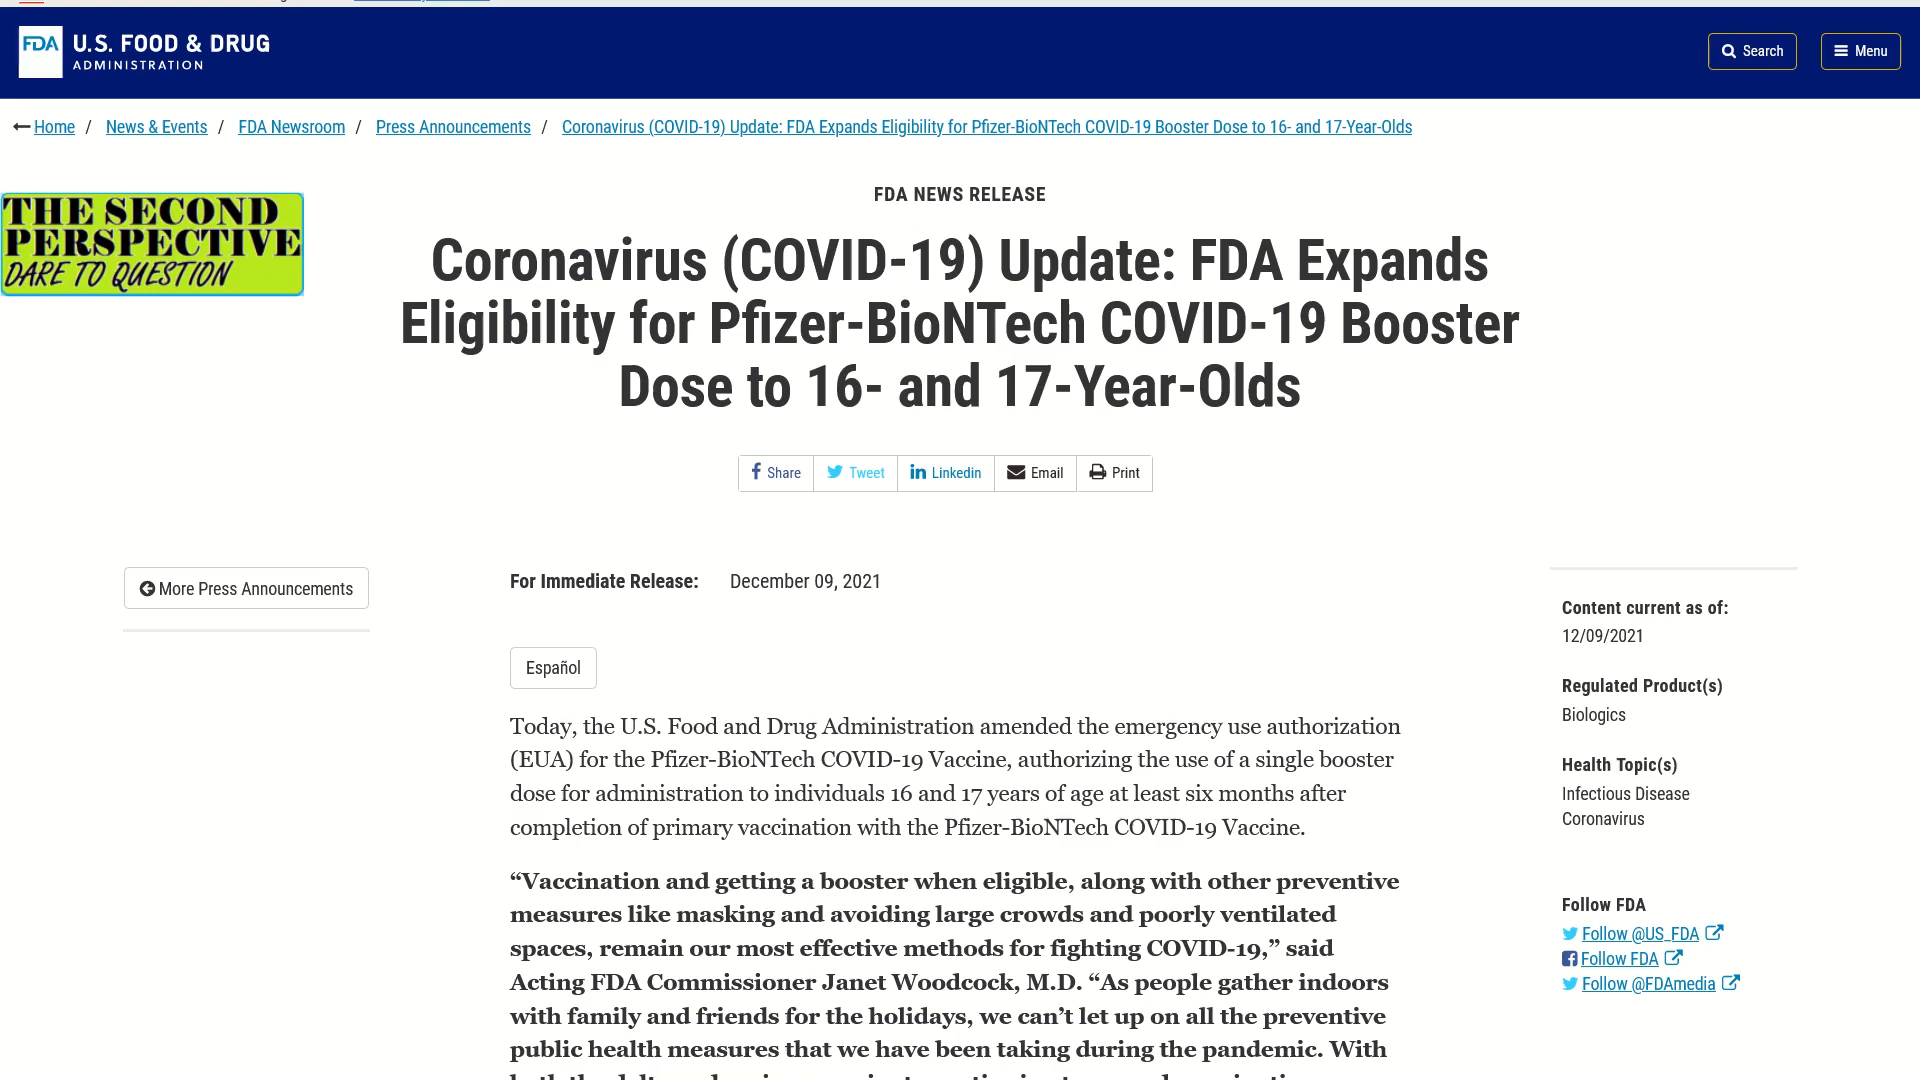 FDA U.S. FOOD & DRUG
ADMINISTRATION
Search
Menu
Home / News & Events / FDA Newsroom / Press Announcements / Coronavirus (COVID-19) Update: FDA Expands Eligibility for Pfizer-BioNTech COVID-19 Booster Dose to 16- and 17-Year-Olds
THE SECOND
PERSPECTIVE
DARE TO QUESTION
FDA NEWS RELEASE
Coronavirus (COVID-19) Update: FDA Expands
Eligibility for Pfizer-BioNTech COVID-19 Booster
Dose to 16- and 17-Year-Olds
Share Tweet Linkedin Email Print
More Press Announcements
For Immediate Release: December 09, 2021
Español
Today, the U.S. Food and Drug Administration amended the emergency use authorization
(EUA) for the Pfizer-BioNTech COVID-19 Vaccine, authorizing the use of a single booster
dose for administration to individuals 16 and 17 years of age at least six months after
completion of primary vaccination with the Pfizer-BioNTech COVID-19 Vaccine.
“Vaccination and getting a booster when eligible, along with other preventive
measures like masking and avoiding large crowds and poorly ventilated
spaces, remain our most effective methods for fighting COVID-19,” said
Acting FDA Commissioner Janet Woodcock, M.D. “As people gather indoors
with family and friends for the holidays, we can’t let up on all the preventive
public health measures that we have been taking during the pandemic. With
Content current as of:
12/09/2021
Regulated Product(s)
Biologics
Health Topic(s)
Infectious Disease
Coronavirus
Follow FDA
Follow @US_FDA
Follow FDA
Follow @FDAmedia